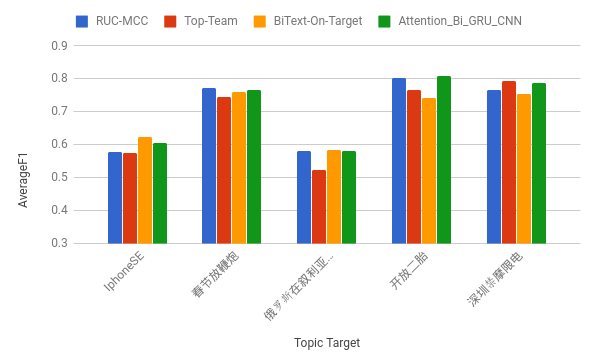 RUC-MCC Top-Team BiText-On-Target Attention_Bi_GRU_CNN
0.9
0.8
0.7
0.6
0.5
0.4
0.3
AverageF1
IphoneSE
春节放鞭炮
俄罗斯在叙利亚...
开放二胎
深圳禁摩限电
Topic Target